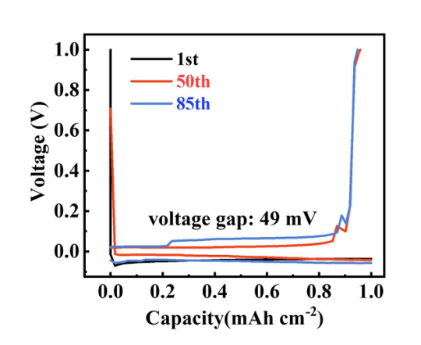 1.0
0.8
0.6
0.4
0.2
0.0
Voltage (V)
1st
50th
85th
voltage gap: 49 mV
0.0 0.2 0.4 0.6 0.8 1.0
Capacity(mAh cm⁻²)